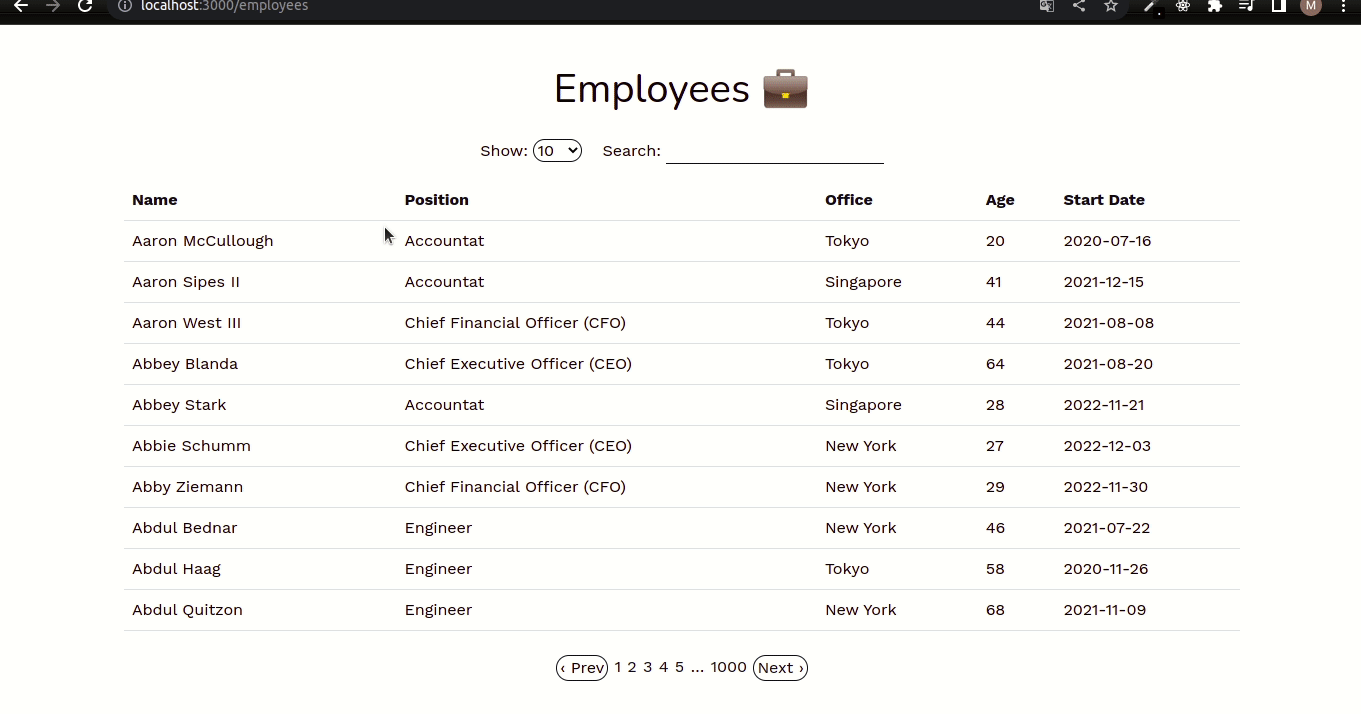 localhost:3000/employees
M
Employees
Show: 10 Search:
Name Position Office Age Start Date
Aaron McCullough Accountat Tokyo 20 2020-07-16
Aaron Sipes II Accountat Singapore 41 2021-12-15
Aaron West III Chief Financial Officer (CFO) Tokyo 44 2021-08-08
Abbey Blanda Chief Executive Officer (CEO) Tokyo 64 2021-08-20
Abbey Stark Accountat Singapore 28 2022-11-21
Abbie Schumm Chief Executive Officer (CEO) New York 27 2022-12-03
Abby Ziemann Chief Financial Officer (CFO) New York 29 2022-11-30
Abdul Bednar Engineer New York 46 2021-07-22
Abdul Haag Engineer Tokyo 58 2020-11-26
Abdul Quitzon Engineer New York 68 2021-11-09
‹ Prev 1 2 3 4 5 ... 1000 Next ›